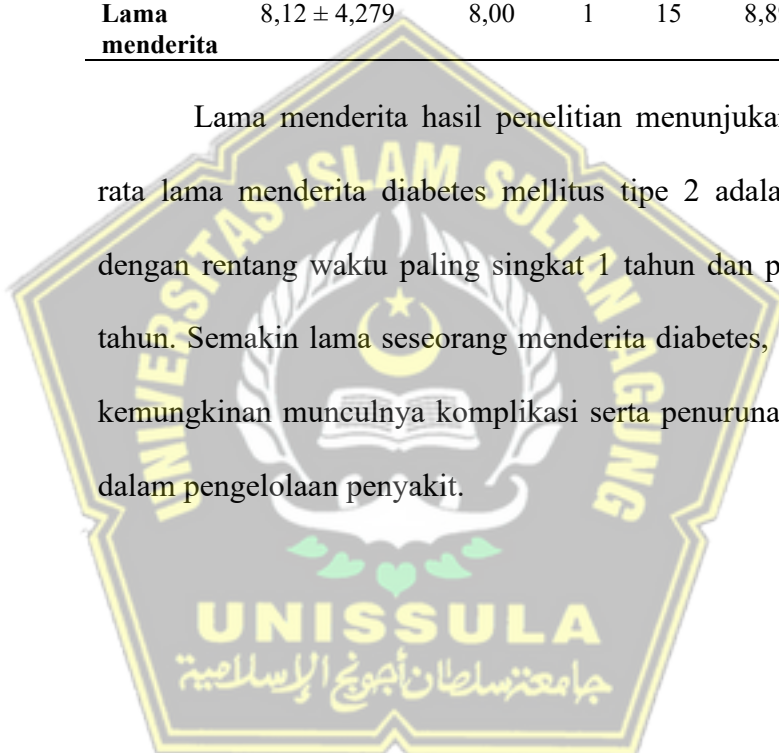 Lama 8,12 ± 4,279 8,00 1 15
menderita
Lama menderita hasil penelitian menunjukan
rata lama menderita diabetes mellitus tipe 2
dengan rentang waktu paling singkat 1 tahun dan
tahun. Semakin lama seseorang menderita diabetes,
kemungkinan munculnya komplikasi serta
dalam pengelolaan penyakit.
UNIVERSITAS ISLAM SULTAN AGUNG
UNISSULA
جامعة سلطان أجونج الإسلامية